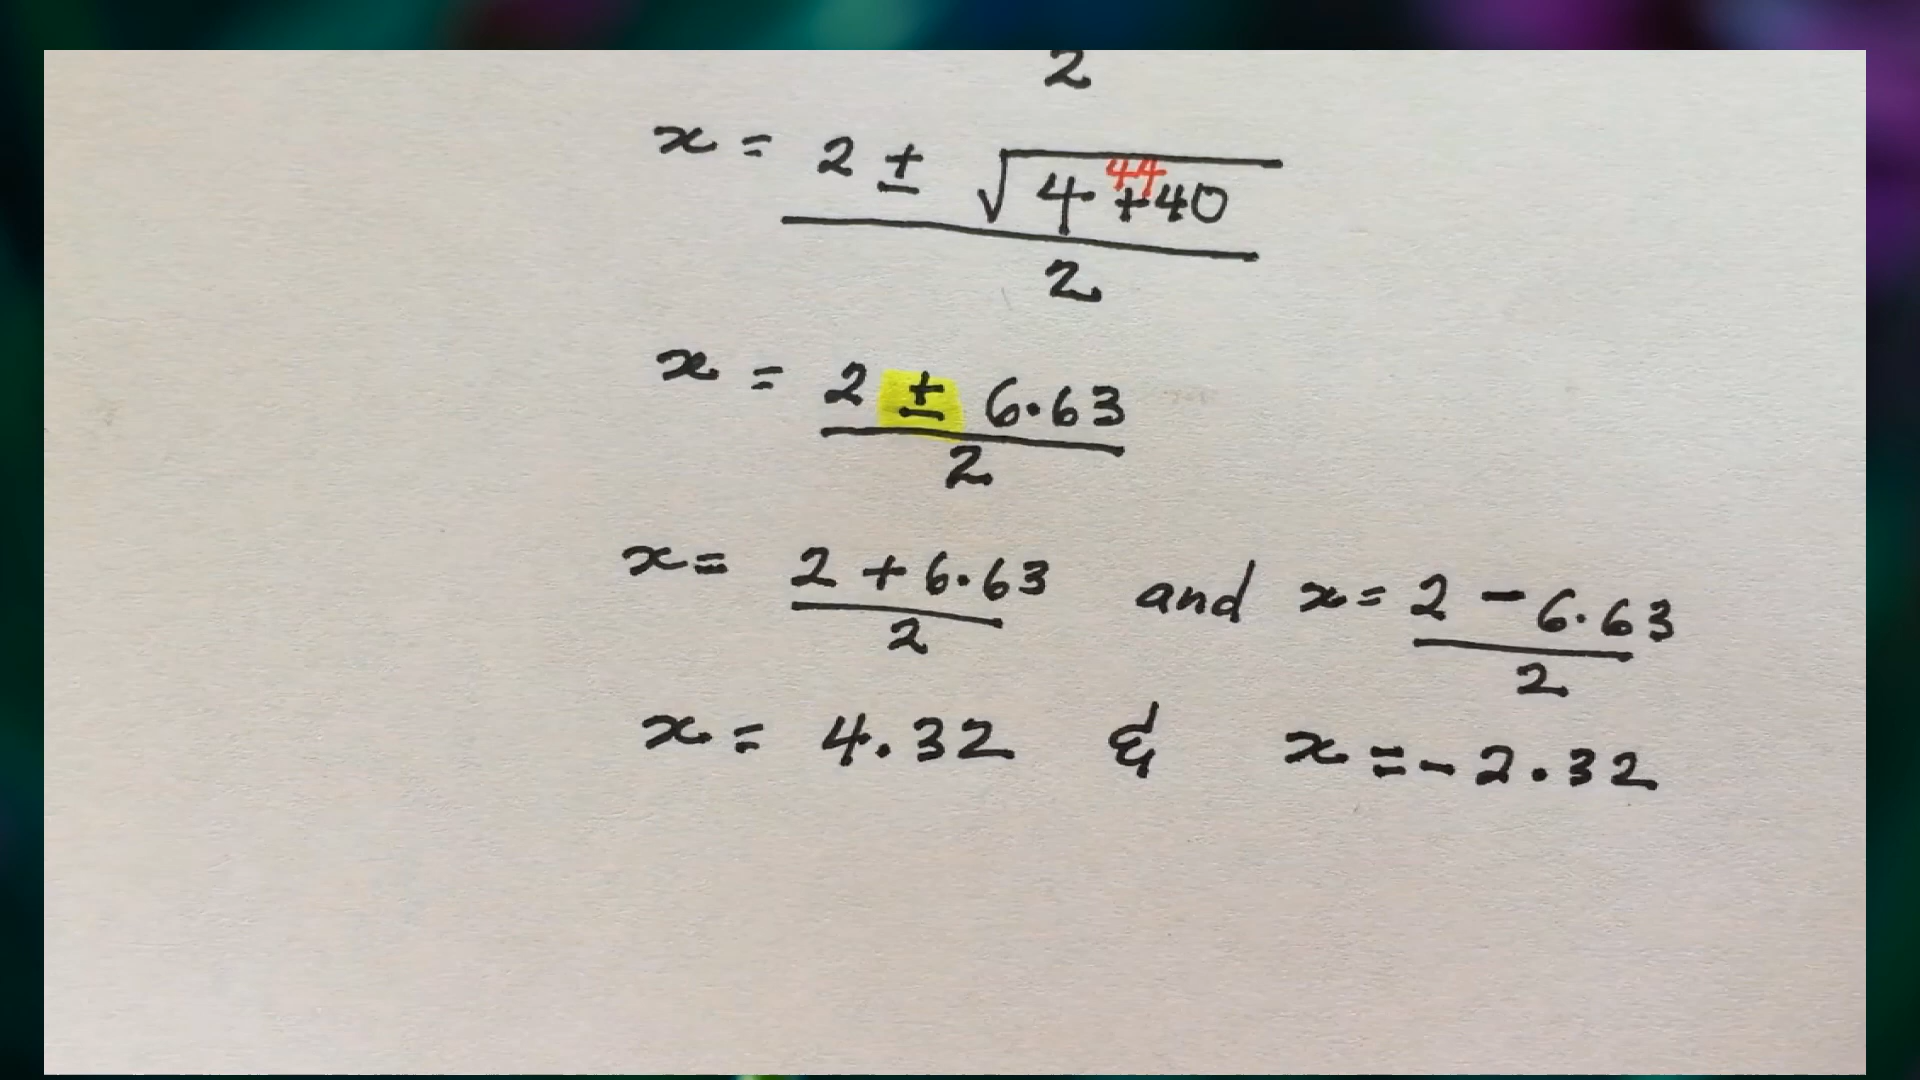 2
x = 2 ± √4 +40
44
2
x = 2 ± 6.63
2
x = 2 + 6.63 and x = 2 - 6.63
2 2
x = 4.32 & x = - 2.32